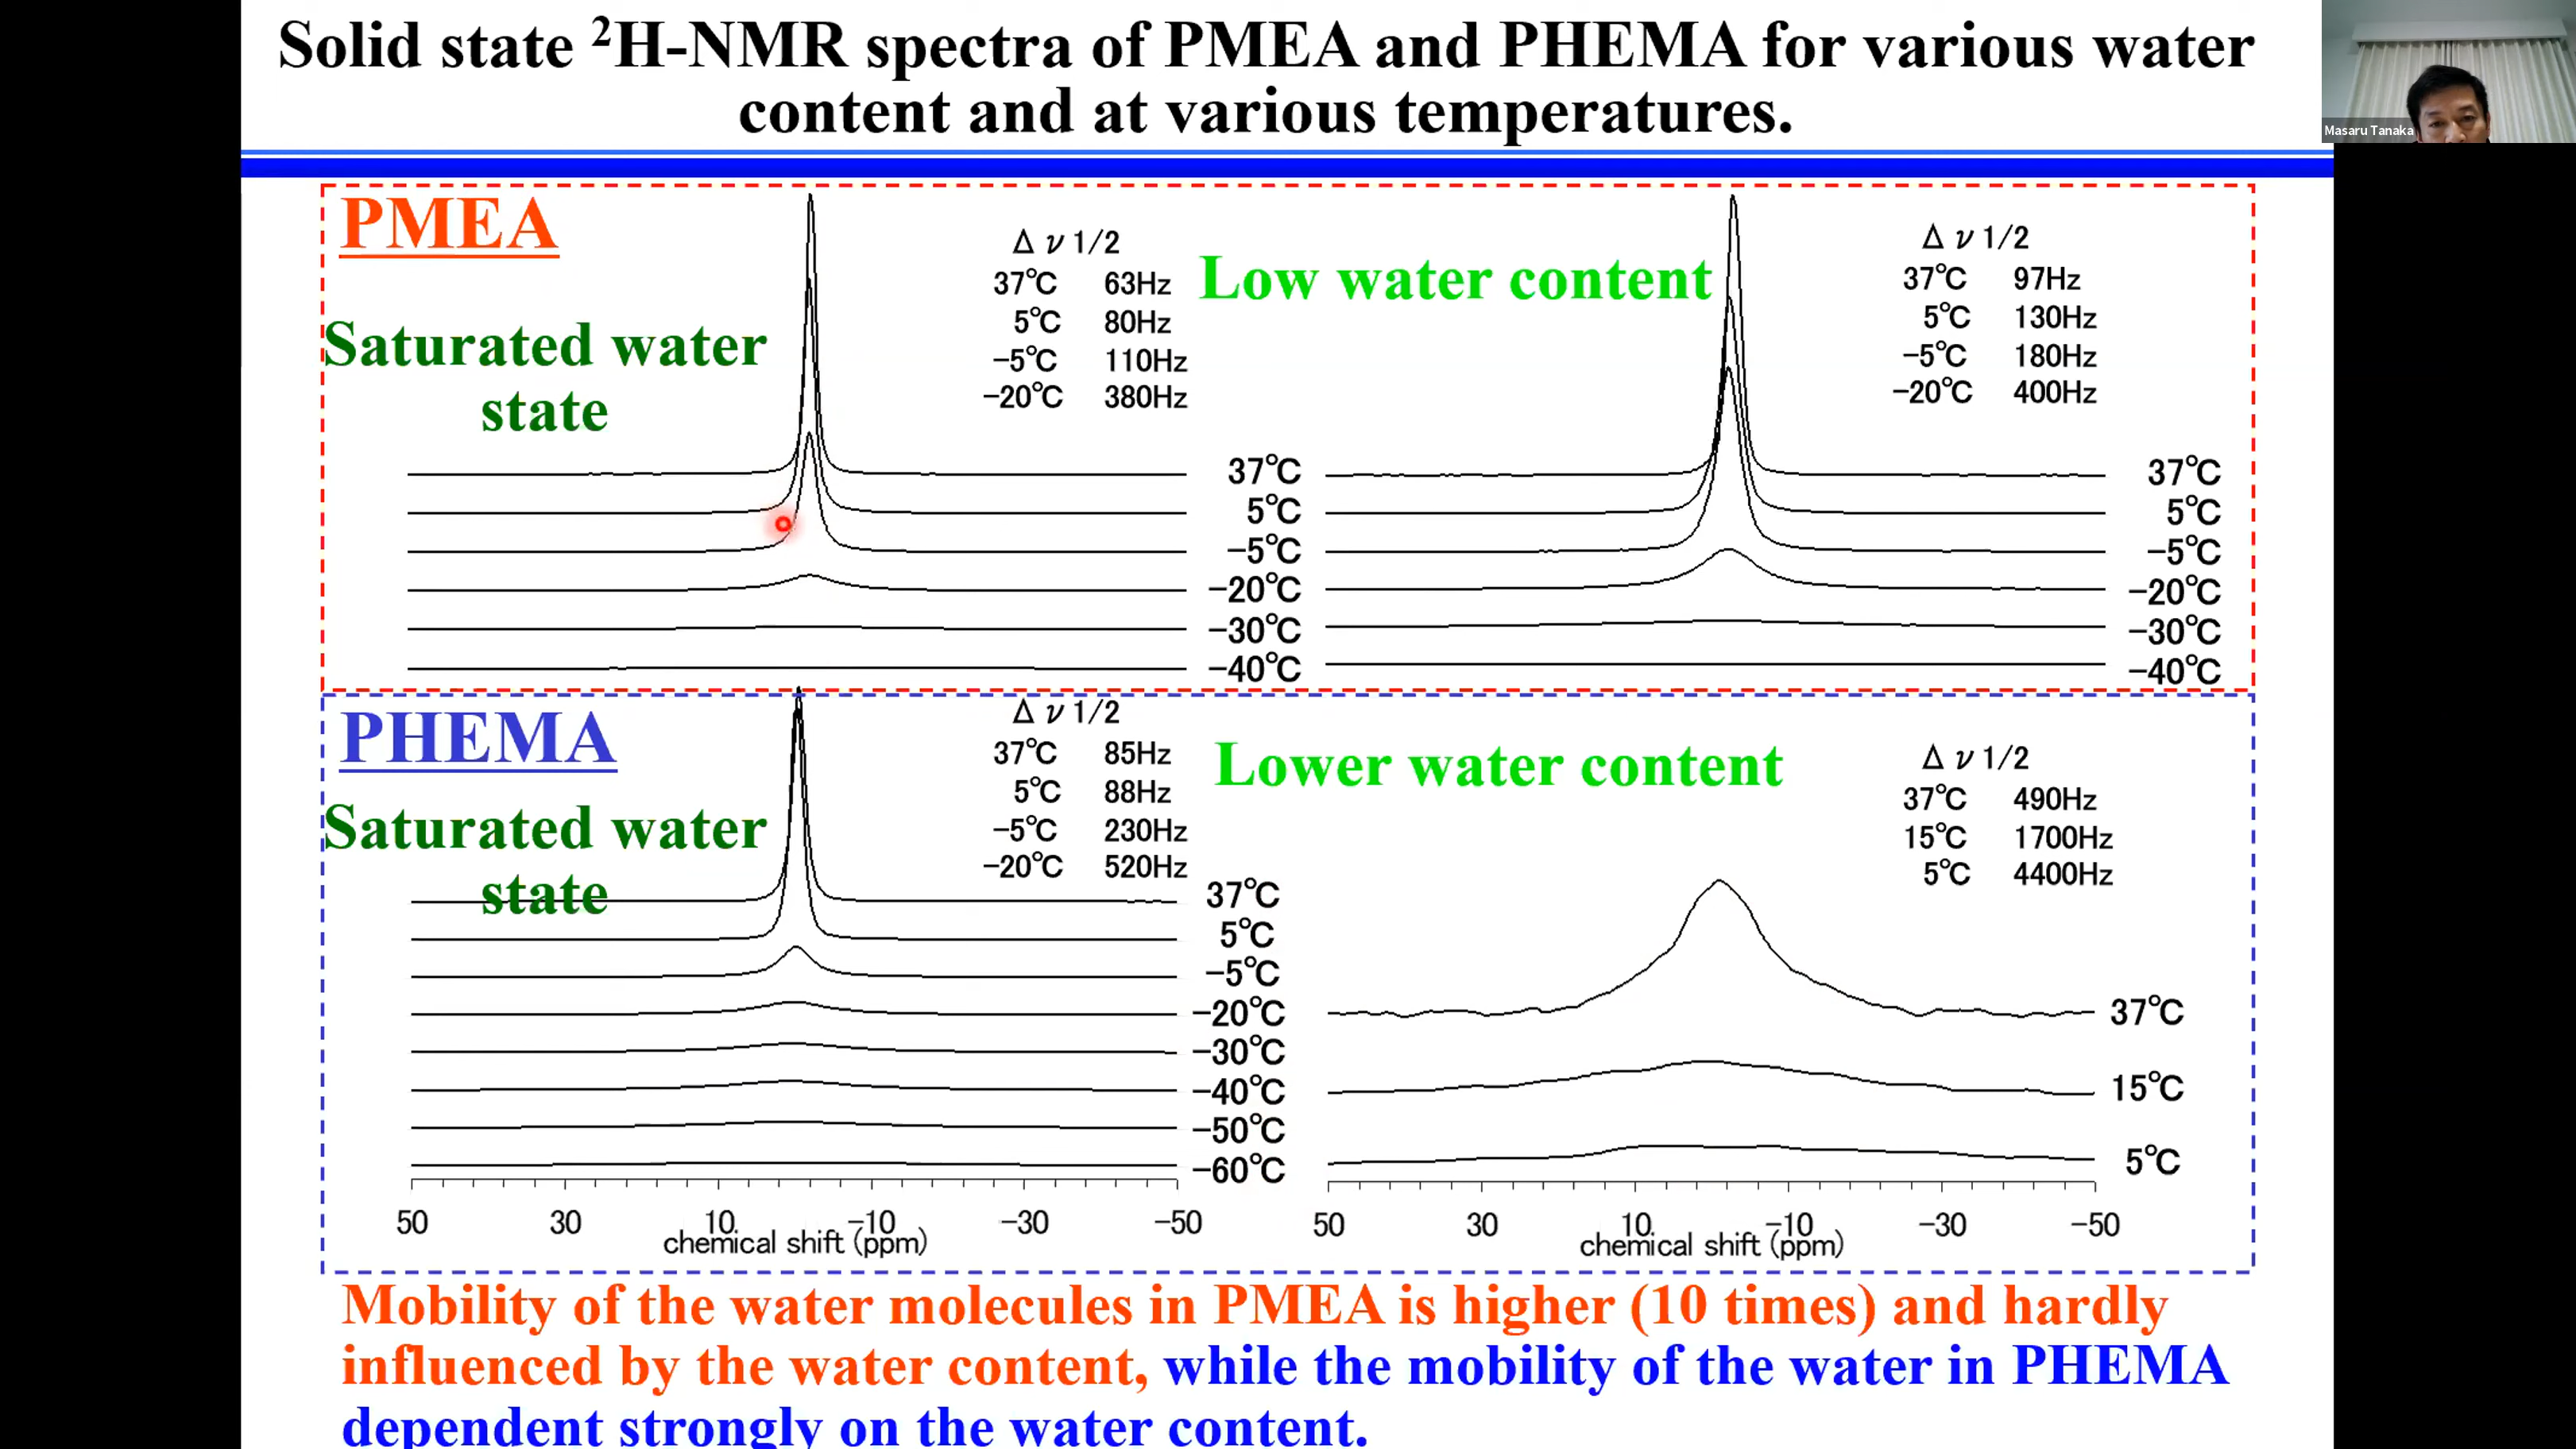 Solid state ²H-NMR spectra of PMEA and PHEMA for various water
content and at various temperatures.
Masaru Tanaka
PMEA
Saturated water
state
Δν1/2
37℃ 63Hz
5℃ 80Hz
−5℃ 110Hz
−20℃ 380Hz
37℃
5℃
−5℃
−20℃
−30℃
−40℃
Low water content
Δν1/2
37℃ 97Hz
5℃ 130Hz
−5℃ 180Hz
−20℃ 400Hz
37℃
5℃
−5℃
−20℃
−30℃
−40℃
PHEMA
Saturated water
state
Δν1/2
37℃ 85Hz
5℃ 88Hz
−5℃ 230Hz
−20℃ 520Hz
37℃
5℃
−5℃
−20℃
−30℃
−40℃
−50℃
−60℃
50 30 10 −10 −30 −50
chemical shift (ppm)
Lower water content
Δν1/2
37℃ 490Hz
15℃ 1700Hz
5℃ 4400Hz
37℃
15℃
5℃
50 30 10 −10 −30 −50
chemical shift (ppm)
Mobility of the water molecules in PMEA is higher (10 times) and hardly
influenced by the water content, while the mobility of the water in PHEMA
dependent strongly on the water content.